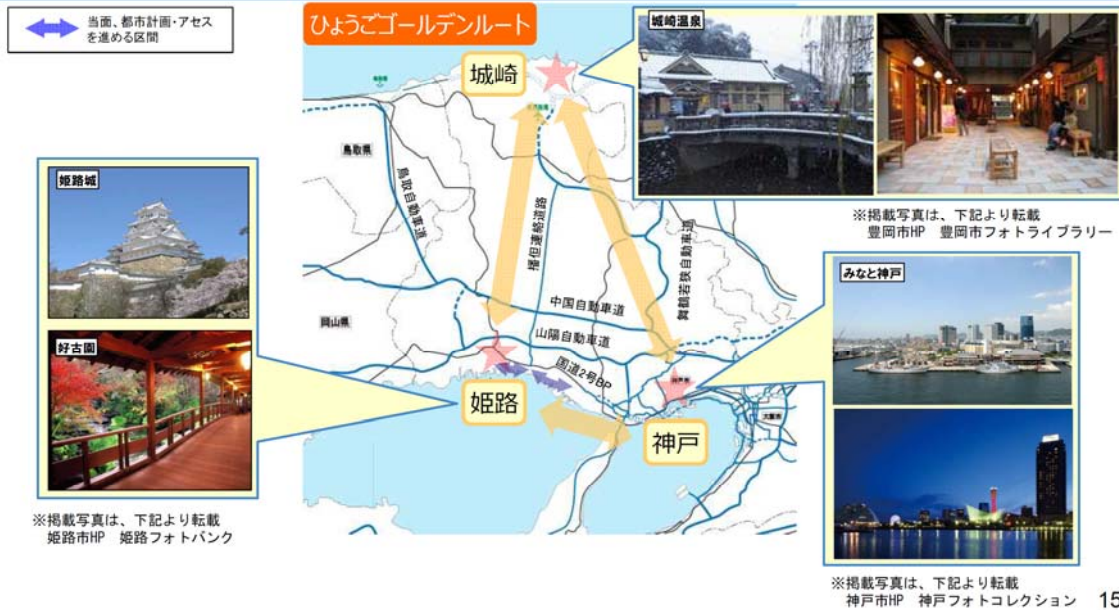 当面、都市計画・アセス
を進める区間
ひょうごゴールデンルート
城崎
鳥取県
鳥取自動車道
播但連絡道路
舞鶴若狭自動車道
中国自動車道
岡山県
山陽自動車道
国道2号BP
姫路
神戸市
神戸
大阪市
城崎温泉
※掲載写真は、下記より転載
豊岡市HP 豊岡市フォトライブラリー
姫路城
好古園
※掲載写真は、下記より転載
姫路市HP 姫路フォトバンク
みなと神戸
※掲載写真は、下記より転載
神戸市HP 神戸フォトコレクション
15